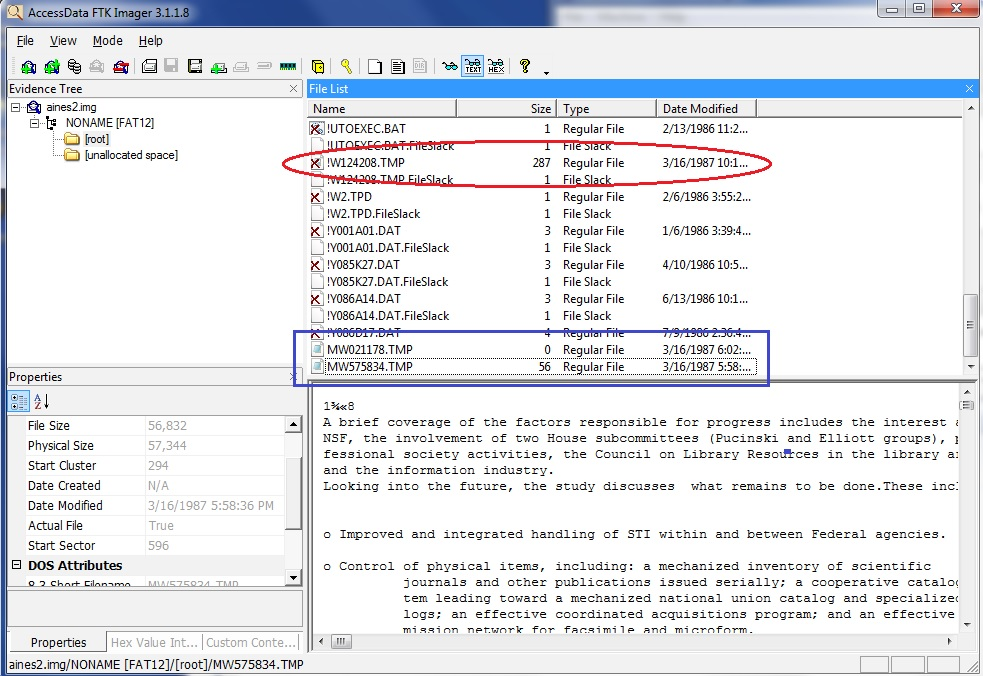 AccessData FTK Imager 3.1.1.8
File View Mode Help
Evidence Tree
aines2.img
NONAME [FAT12]
[root]
[unallocated space]
File List
Name Size Type Date Modified
!UTOEXEC.BAT 1 Regular File 2/13/1986 11:2...
!UTOEXEC.BAT.FileSlack 1 File Slack
!W124208.TMP 287 Regular File 3/16/1987 10:1...
!W124208.TMP.FileSlack 1 File Slack
!W2.TPD 1 Regular File 2/6/1986 3:55:2...
!W2.TPD.FileSlack 1 File Slack
!Y001A01.DAT 3 Regular File 1/6/1986 3:39:4...
!Y001A01.DAT.FileSlack 1 File Slack
!Y085K27.DAT 3 Regular File 4/10/1986 10:5...
!Y085K27.DAT.FileSlack 1 File Slack
!Y086A14.DAT 3 Regular File 6/13/1986 10:1...
!Y086A14.DAT.FileSlack 1 File Slack
!Y086D17.DAT 4 Regular File 7/9/1986 2:36:4...
MW021178.TMP 0 Regular File 3/16/1987 6:02:...
MW575834.TMP 56 Regular File 3/16/1987 5:58:...
Properties
File Size 56,832
Physical Size 57,344
Start Cluster 294
Date Created N/A
Date Modified 3/16/1987 5:58:36 PM
Actual File True
Start Sector 596
DOS Attributes
8.3 Short Filename MW575834.TMP
Properties Hex Value Int... Custom Conte...
1¾«8
A brief coverage of the factors responsible for progress includes the interest a
NSF, the involvement of two House subcommittees (Pucinski and Elliott groups), p
fessional society activities, the Council on Library Resources in the library a
and the information industry.
Looking into the future, the study discusses  what remains to be done.These incl
o Improved and integrated handling of STI within and between Federal agencies.
o Control of physical items, including: a mechanized inventory of scientific
journals and other publications issued serially; a cooperative catalog
tem leading toward a mechanized national union catalog and specialized
logs; an effective coordinated acquisitions program; and an effective
mission network for facsimile and microform.
aines2.img/NONAME [FAT12]/[root]/MW575834.TMP